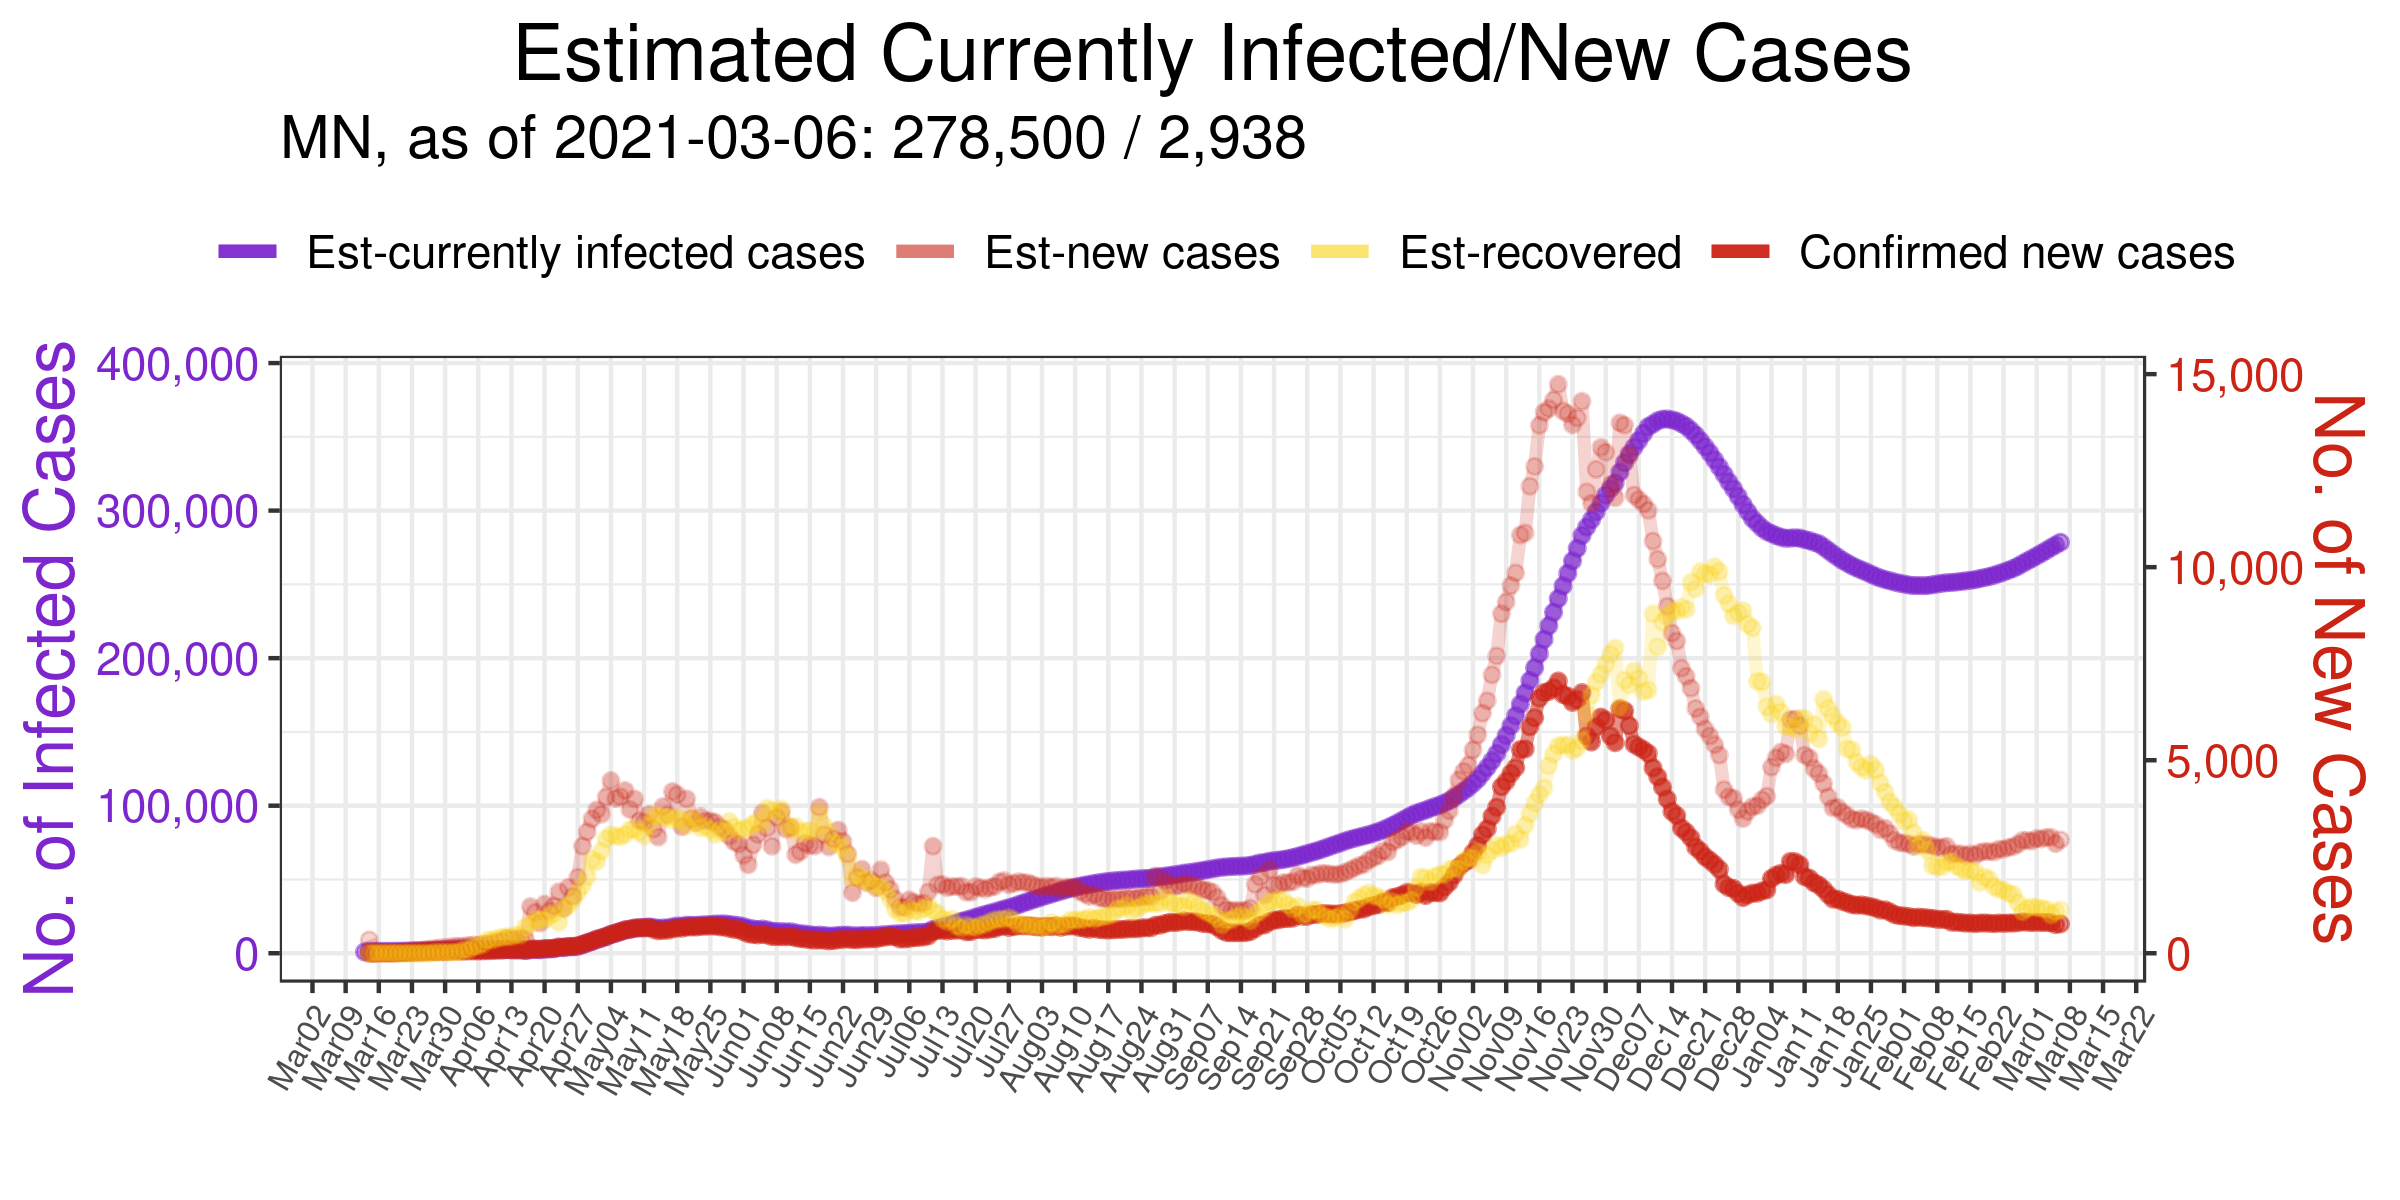 Estimated Currently Infected/New Cases
MN, as of 2021-03-06: 278,500 / 2,938
Est-currently infected cases Est-new cases Est-recovered Confirmed new cases
No. of Infected Cases
400,000
300,000
200,000
100,000
0
15,000
10,000
5,000
0
No. of New Cases
Mar02 Mar09 Mar16 Mar23 Mar30 Apr06 Apr13 Apr20 Apr27 May04 May11 May18 May25 Jun01 Jun08 Jun15 Jun22 Jun29 Jul06 Jul13 Jul20 Jul27 Aug03 Aug10 Aug17 Aug24 Aug31 Sep07 Sep14 Sep21 Sep28 Oct05 Oct12 Oct19 Oct26 Nov02 Nov09 Nov16 Nov23 Nov30 Dec07 Dec14 Dec21 Dec28 Jan04 Jan11 Jan18 Jan25 Feb01 Feb08 Feb15 Feb22 Mar01 Mar08 Mar15 Mar22